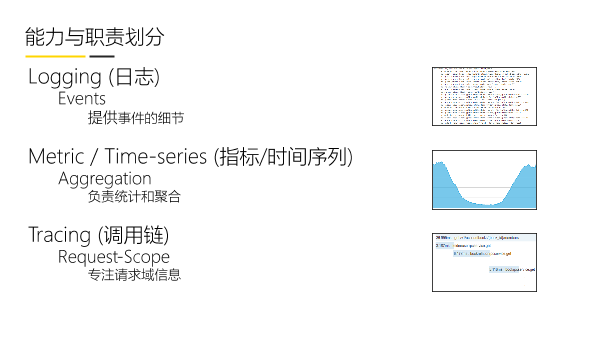 能力与职责划分
Logging (日志)
Events
提供事件的细节
Metric / Time-series (指标/时间序列)
Aggregation
负责统计和聚合
Tracing (调用链)
Request-Scope
专注请求域信息